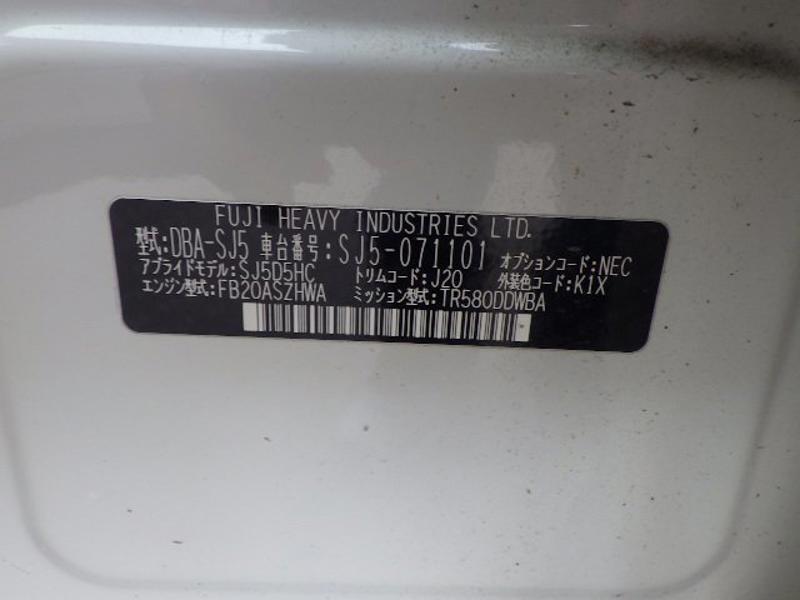 FUJI HEAVY INDUSTRIES LTD.
型式:DBA-SJ5 車台番号:SJ5-071101 オプションコード:NEC
アプライドモデル:SJ5D5HC トリムコード:J20 外装色コード:K1X
エンジン型式:FB20ASZHWA ミッション型式:TR580DDWBA